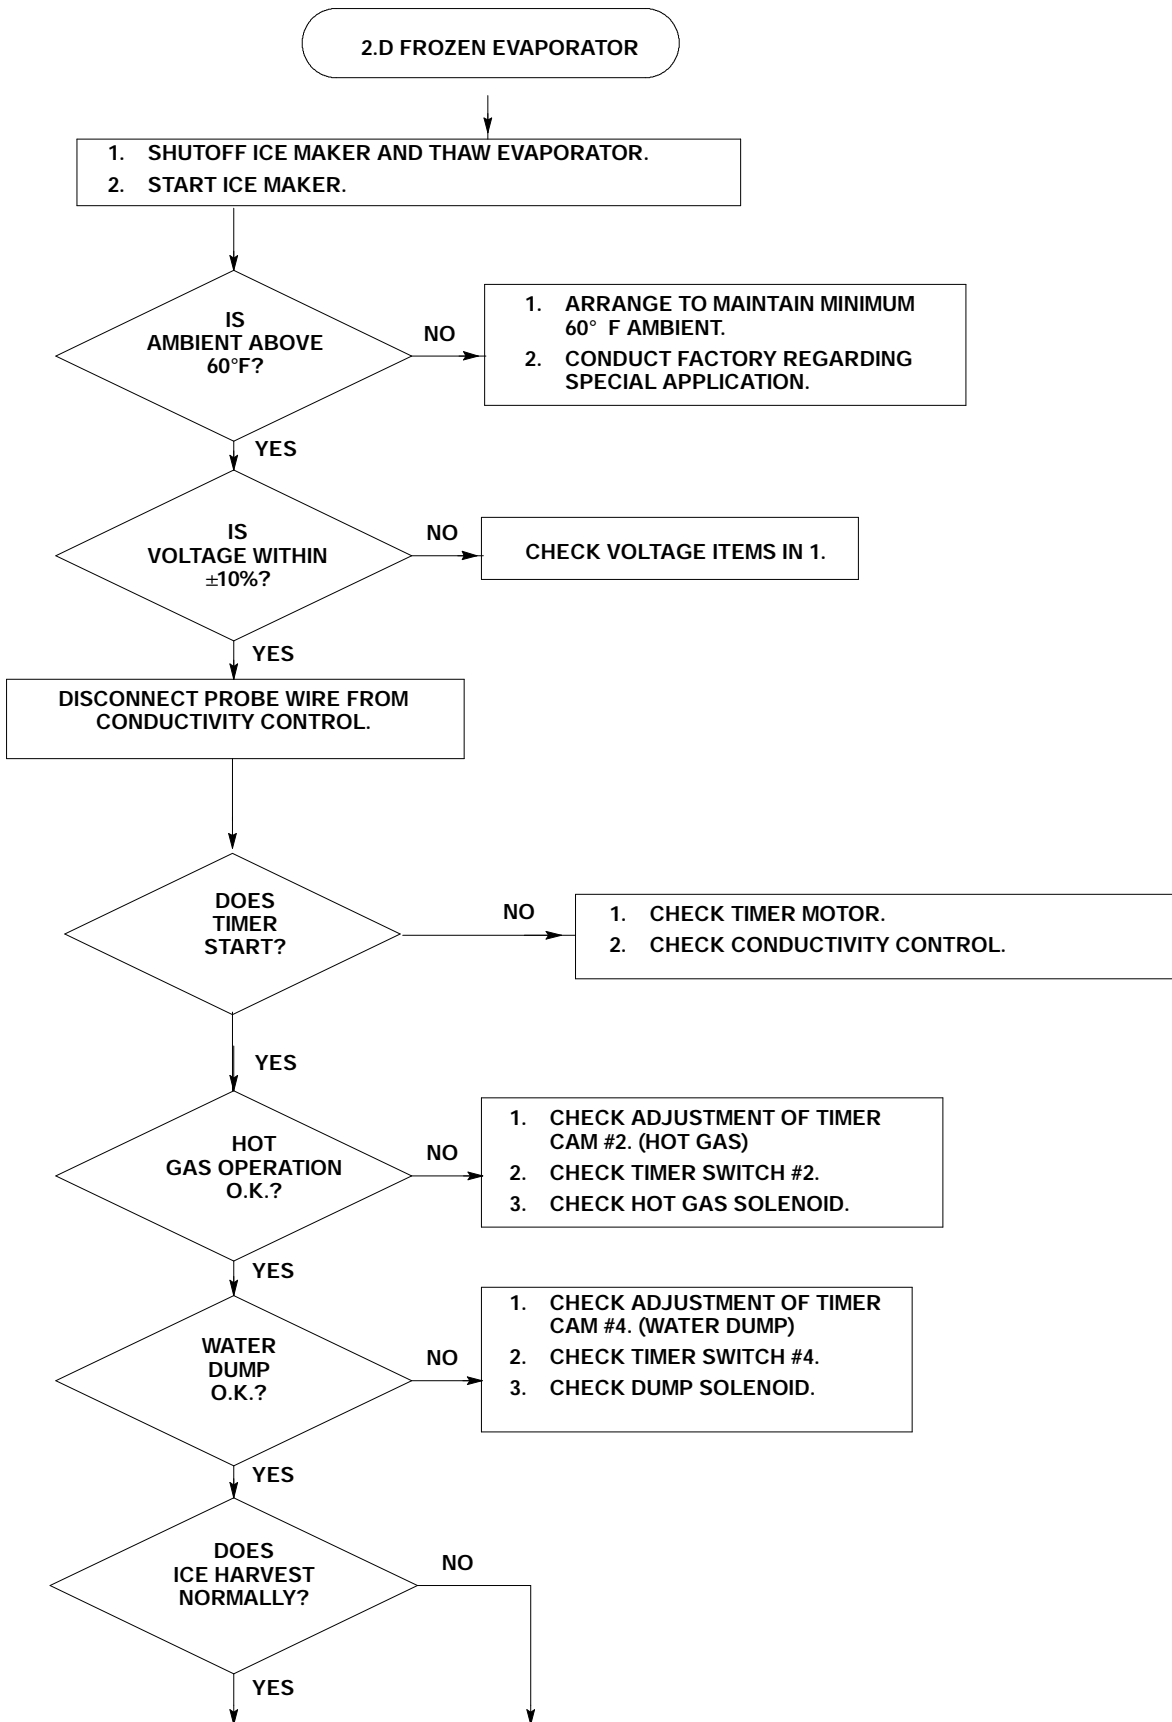 2.D FROZEN EVAPORATOR
1. SHUTOFF ICE MAKER AND THAW EVAPORATOR.
2. START ICE MAKER.
IS
AMBIENT ABOVE
60°F?
NO
1. ARRANGE TO MAINTAIN MINIMUM
60° F AMBIENT.
2. CONDUCT FACTORY REGARDING
SPECIAL APPLICATION.
YES
IS
VOLTAGE WITHIN
±10%?
NO
CHECK VOLTAGE ITEMS IN 1.
YES
DISCONNECT PROBE WIRE FROM
CONDUCTIVITY CONTROL.
DOES
TIMER
START?
NO
1. CHECK TIMER MOTOR.
2. CHECK CONDUCTIVITY CONTROL.
YES
HOT
GAS OPERATION
O.K.?
NO
1. CHECK ADJUSTMENT OF TIMER
CAM #2. (HOT GAS)
2. CHECK TIMER SWITCH #2.
3. CHECK HOT GAS SOLENOID.
YES
WATER
DUMP
O.K.?
NO
1. CHECK ADJUSTMENT OF TIMER
CAM #4. (WATER DUMP)
2. CHECK TIMER SWITCH #4.
3. CHECK DUMP SOLENOID.
YES
DOES
ICE HARVEST
NORMALLY?
NO
YES